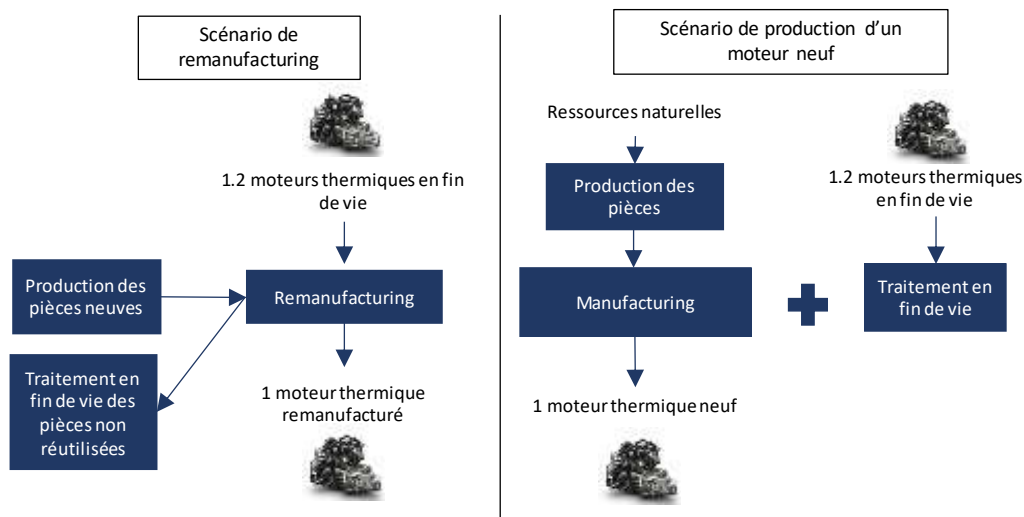 Scénario de
remanufacturing
1.2 moteurs thermiques en fin
de vie
Production des
pièces neuves
Remanufacturing
Traitement en
fin de vie des
pièces non
réutilisées
1 moteur thermique
remanufacturé
Scénario de production d'un
moteur neuf
Ressources naturelles
Production des
pièces
1.2 moteurs thermiques
en fin de vie
Manufacturing
Traitement en
fin de vie
1 moteur thermique neuf